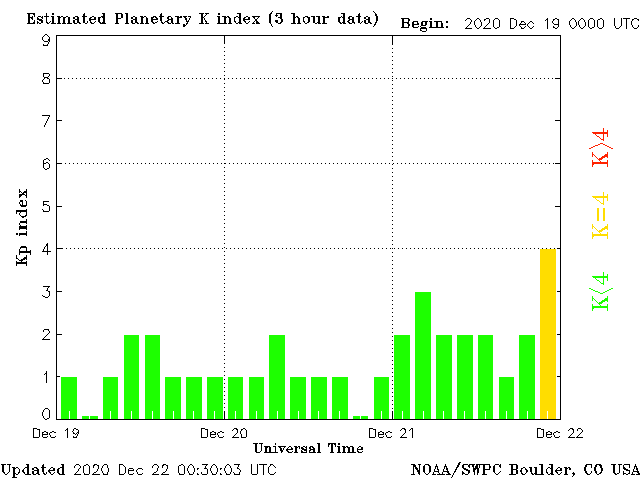 Estimated Planetary K index (3 hour data) Begin: 2020 Dec 19 0000 UTC
9
8
7
6
5
4
3
2
1
0
Kp index
K>4
K=4
K<4
Dec 19 Dec 20 Dec 21 Dec 22
Universal Time
Updated 2020 Dec 22 00:30:03 UTC NOAA/SWPC Boulder, CO USA